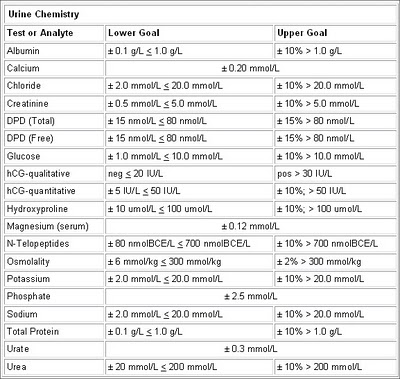 Urine Chemistry
Test or Analyte Lower Goal Upper Goal
Albumin ± 0.1 g/L ≤ 1.0 g/L ± 10% > 1.0 g/L
Calcium ± 0.20 mmol/L
Chloride ± 2.0 mmol/L ≤ 20.0 mmol/L ± 10% > 20.0 mmol/L
Creatinine ± 0.5 mmol/L ≤ 5.0 mmol/L ± 10% > 5.0 mmol/L
DPD (Total) ± 15 nmol/L ≤ 80 nmol/L ± 15% > 80 nmol/L
DPD (Free) ± 15 nmol/L ≤ 80 nmol/L ± 15% > 80 nmol/L
Glucose ± 1.0 mmol/L ≤ 10.0 mmol/L ± 10% > 10.0 mmol/L
hCG-qualitative neg ≤ 20 IU/L pos > 30 IU/L
hCG-quantitative ± 5 IU/L ≤ 50 IU/L ± 10%; > 50 IU/L
Hydroxyproline ± 10 umol/L ≤ 100 umol/L ± 10%; > 100 umol/L
Magnesium (serum) ± 0.12 mmol/L
N-Telopeptides ± 80 nmolBCE/L ≤ 700 nmolBCE/L ± 10% > 700 nmolBCE/L
Osmolality ± 6 mmol/kg ≤ 300 mmol/kg ± 2% > 300 mmol/kg
Potassium ± 2.0 mmol/L ≤ 20.0 mmol/L ± 10% > 20.0 mmol/L
Phosphate ± 2.5 mmol/L
Sodium ± 2.0 mmol/L ≤ 20.0 mmol/L ± 10% > 20.0 mmol/L
Total Protein ± 0.1 g/L ≤ 1.0 g/L ± 10% > 1.0 g/L
Urate ± 0.3 mmol/L
Urea ± 20 mmol/L ≤ 200 mmol/L ± 10% > 200 mmol/L